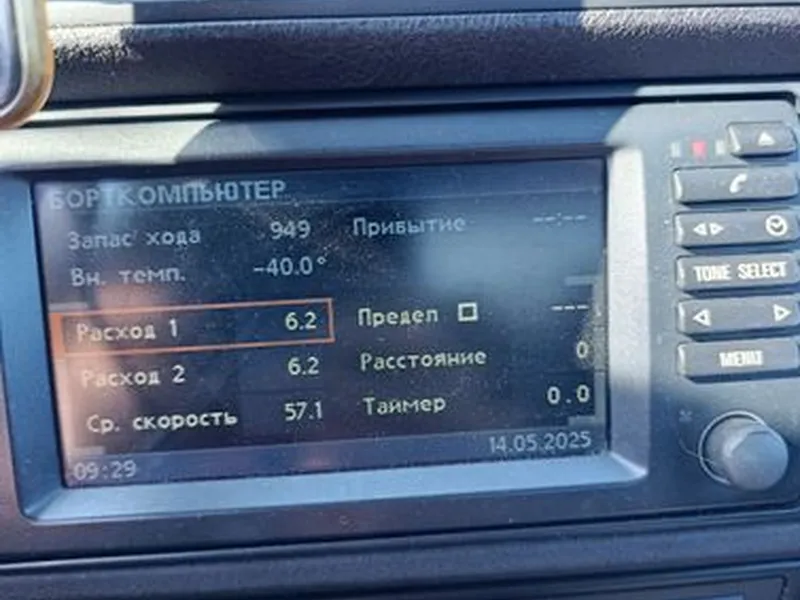 БОРТКОМПЬЮТЕР
Запас хода 949 Привытие --:--
Вн. темп. -40.0°
Расход 1 6.2 Предел ---
Расход 2 6.2 Расстояние 0
Ср. скорость 57.1 Таймер 0.0
09:29 14.05.2025
TONE SELECT
MENU